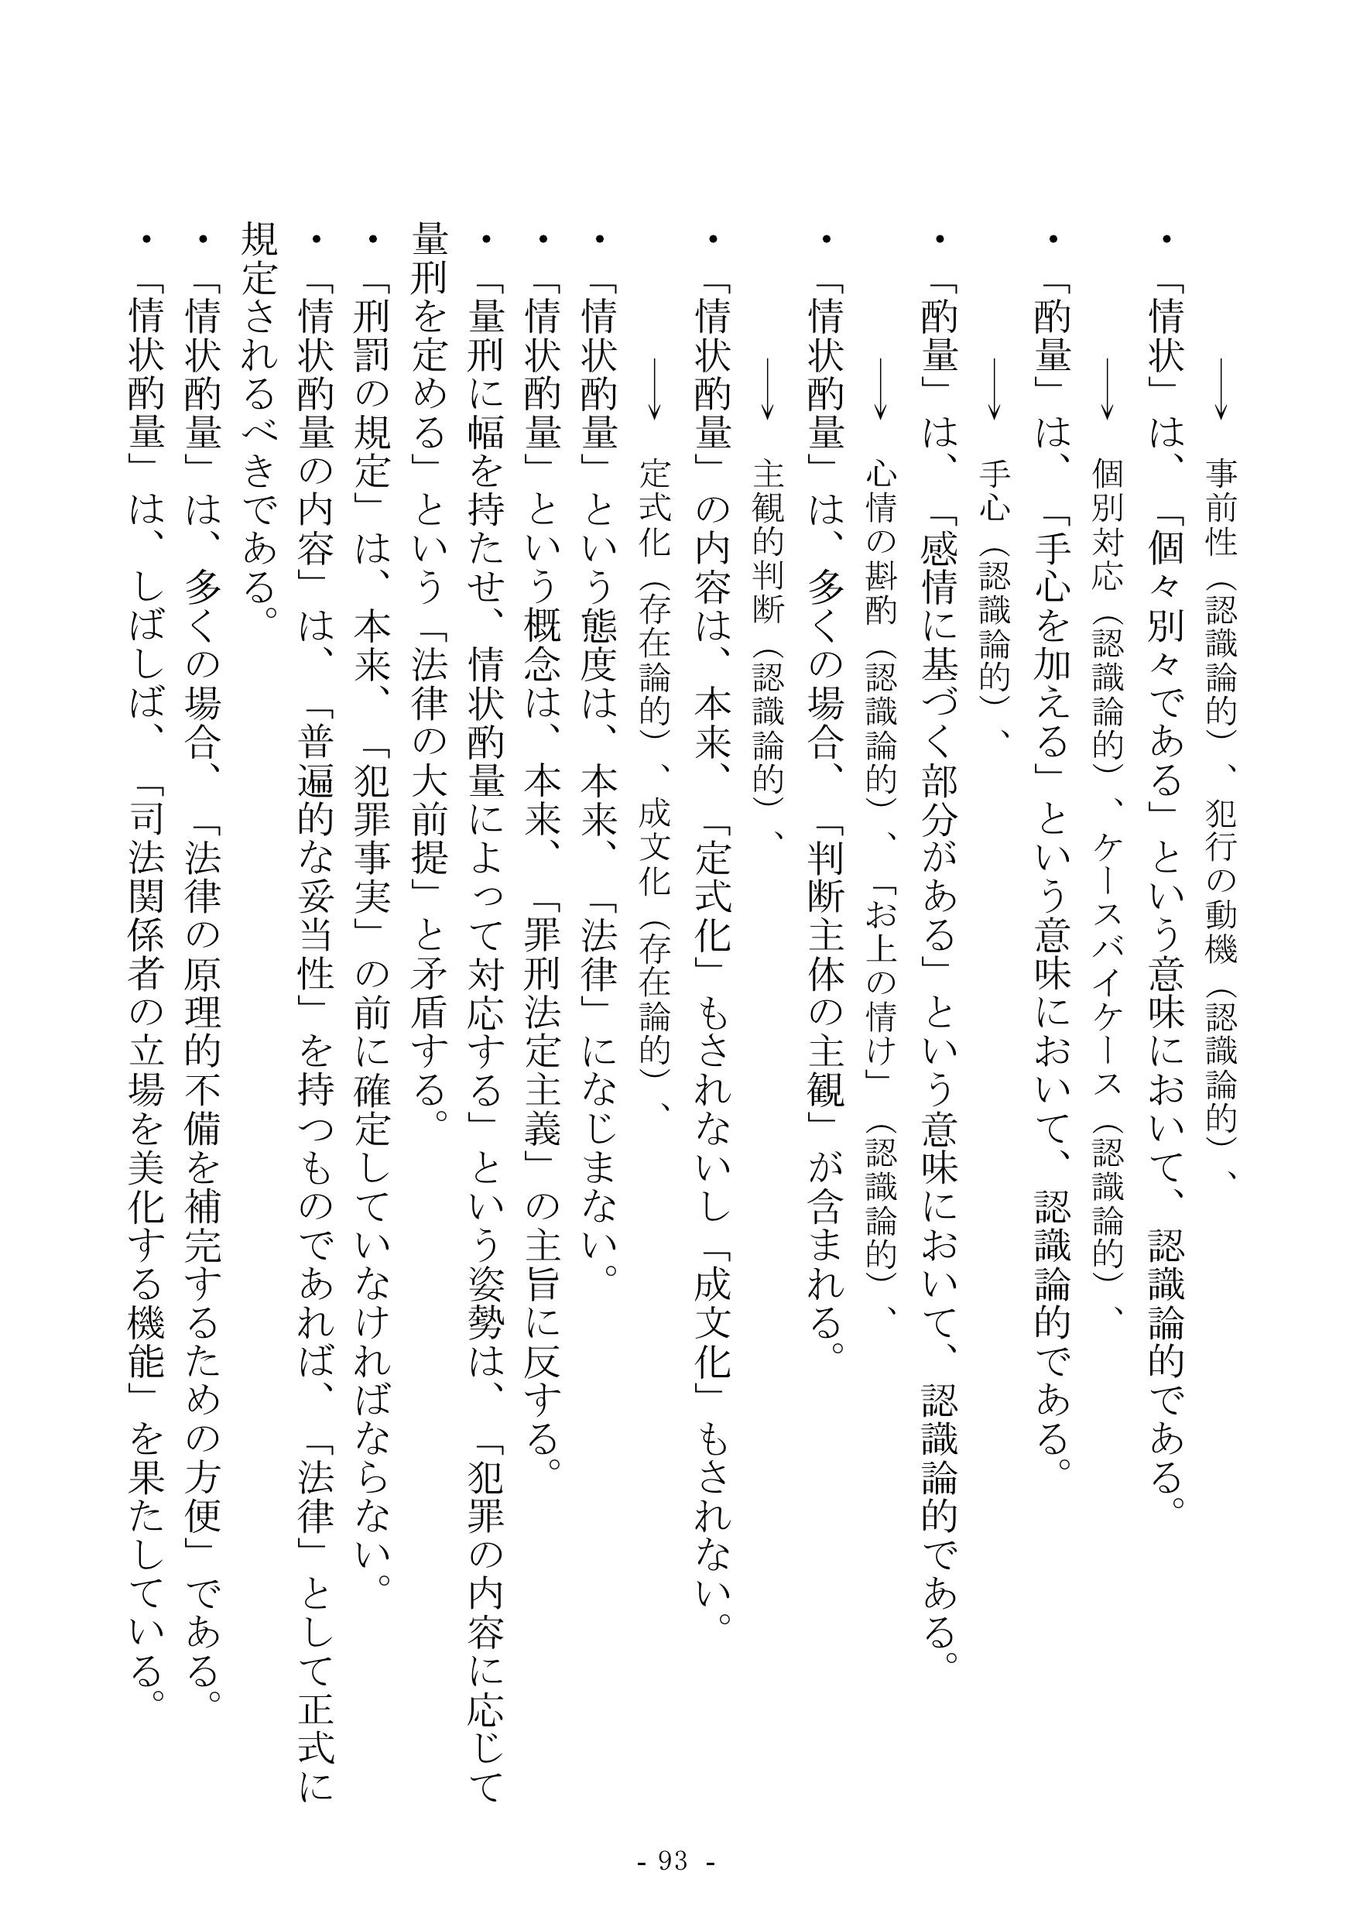 → 事前性（認識論的）、犯行の動機（認識論的）、
・「情状」は、「個々別々である」という意味において、認識論的である。
→ 個別対応（認識論的）、ケースバイケース（認識論的）、
・「酌量」は、「手心を加える」という意味において、認識論的である。
→ 手心（認識論的）、
・「酌量」は、「感情に基づく部分がある」という意味において、認識論的である。
→ 心情の斟酌（認識論的）、「お上の情け」（認識論的）、
・「情状酌量」は、多くの場合、「判断主体の主観」が含まれる。
→ 主観的判断（認識論的）、
・「情状酌量」の内容は、本来、「定式化」もされないし「成文化」もされない。
→ 定式化（存在論的）、成文化（存在論的）、
・「情状酌量」という態度は、本来、「法律」になじまない。
・「情状酌量」という概念は、本来、「罪刑法定主義」の主旨に反する。
・「量刑に幅を持たせ、情状酌量によって対応する」という姿勢は、「犯罪の内容に応じて
量刑を定める」という「法律の大前提」と矛盾する。
・「刑罰の規定」は、本来、「犯罪事実」の前に確定していなければならない。
・「情状酌量の内容」は、「普遍的な妥当性」を持つものであれば、「法律」として正式に
規定されるべきである。
・「情状酌量」は、多くの場合、「法律の原理的不備を補完するための方便」である。
・「情状酌量」は、しばしば、「司法関係者の立場を美化する機能」を果たしている。
- 93 -